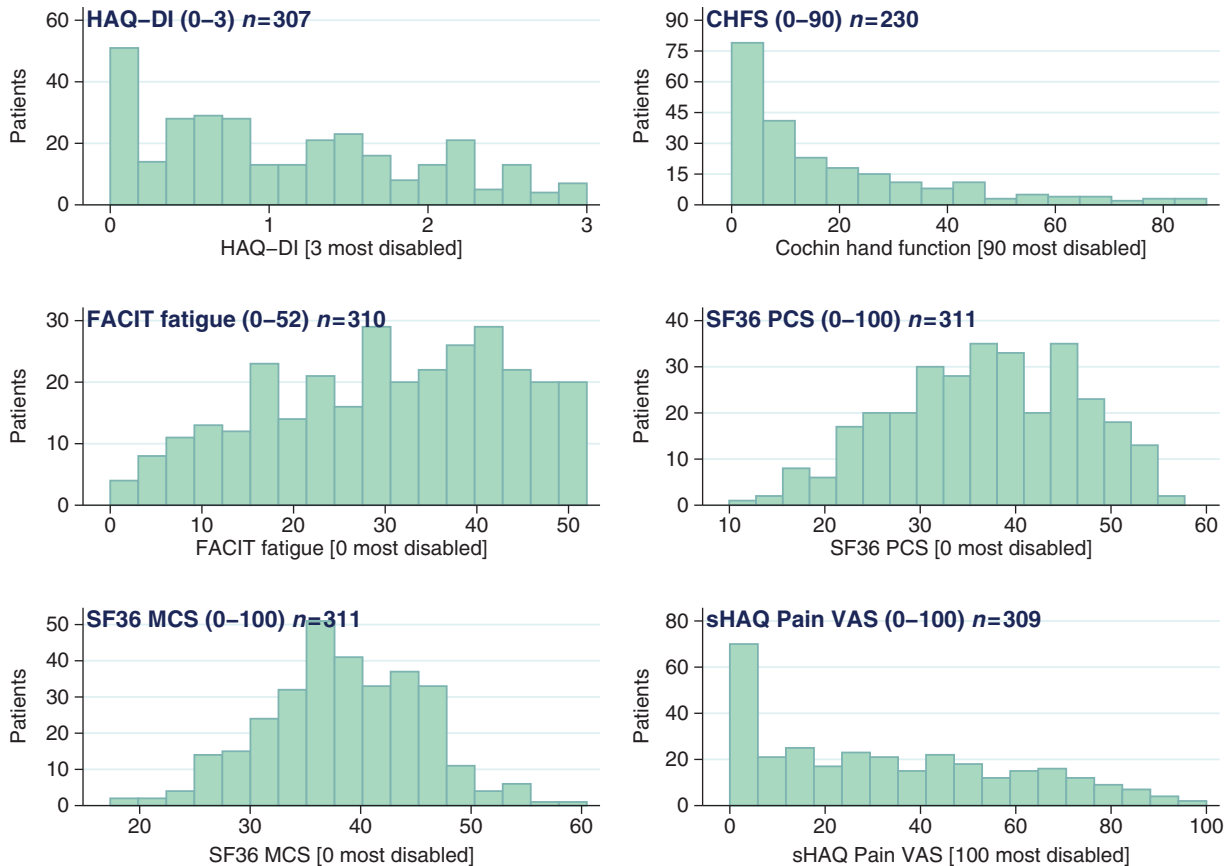 HAQ–DI (0–3) n=307
60
40
20
0
Patients
0 1 2 3
HAQ–DI [3 most disabled]
CHFS (0–90) n=230
90
75
60
45
30
15
0
Patients
0 20 40 60 80
Cochin hand function [90 most disabled]
FACIT fatigue (0–52) n=310
30
20
10
0
Patients
0 10 20 30 40 50
FACIT fatigue [0 most disabled]
SF36 PCS (0–100) n=311
40
30
20
10
0
Patients
10 20 30 40 50 60
SF36 PCS [0 most disabled]
SF36 MCS (0–100) n=311
50
40
30
20
10
0
Patients
20 30 40 50 60
SF36 MCS [0 most disabled]
sHAQ Pain VAS (0–100) n=309
80
60
40
20
0
Patients
0 20 40 60 80 100
sHAQ Pain VAS [100 most disabled]